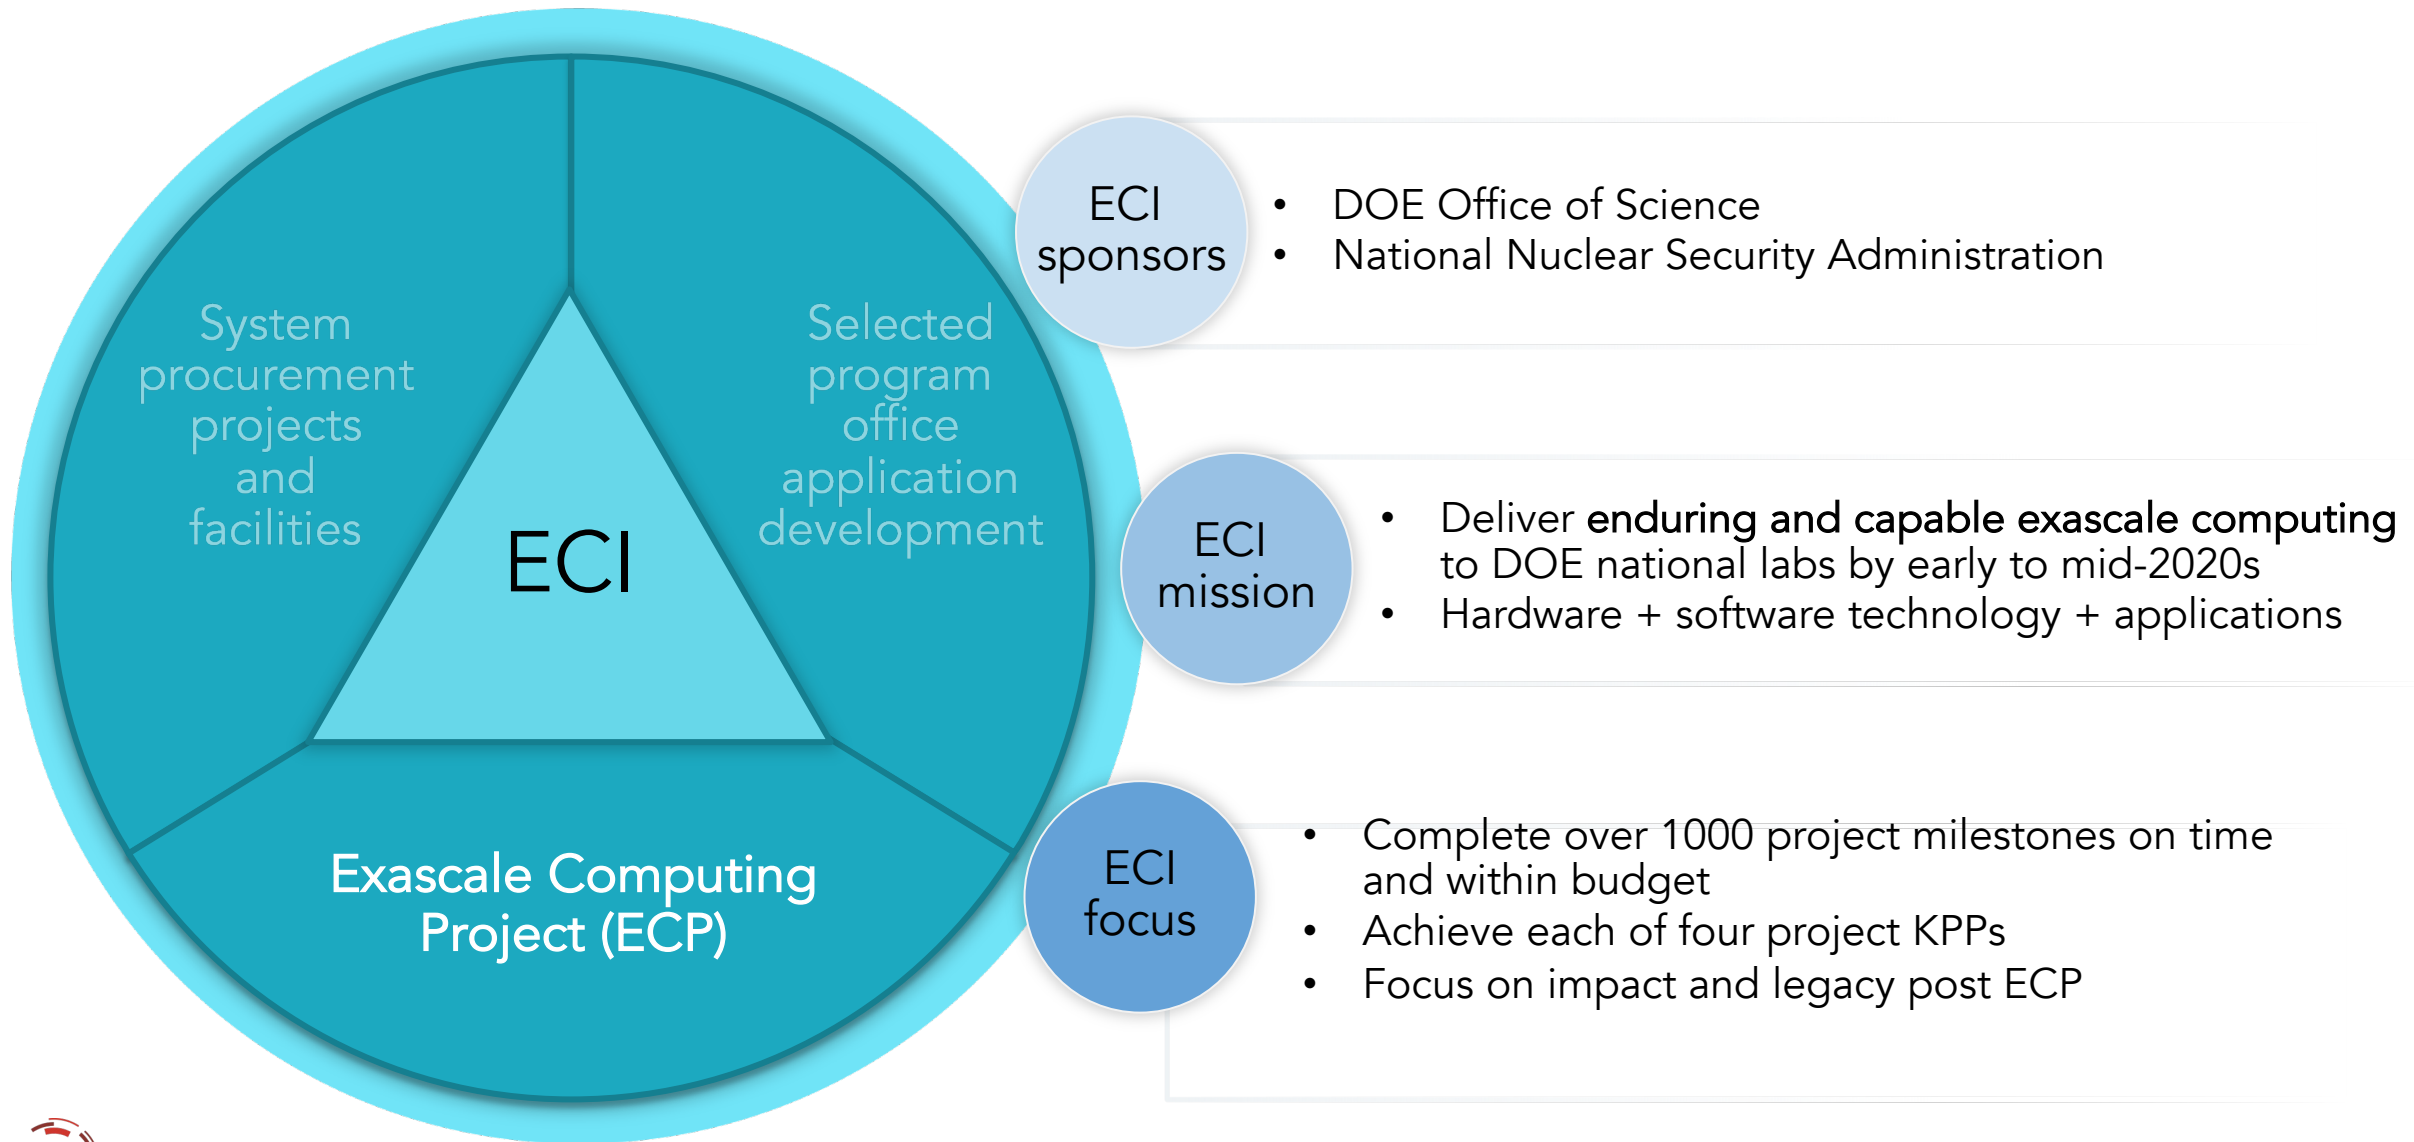 System
procurement
projects
and
facilities
Selected
program
office
application
development
ECI
Exascale Computing
Project (ECP)
ECI
sponsors
• DOE Office of Science
• National Nuclear Security Administration
ECI
mission
• Deliver enduring and capable exascale computing
to DOE national labs by early to mid-2020s
• Hardware + software technology + applications
ECI
focus
• Complete over 1000 project milestones on time
and within budget
• Achieve each of four project KPPs
• Focus on impact and legacy post ECP